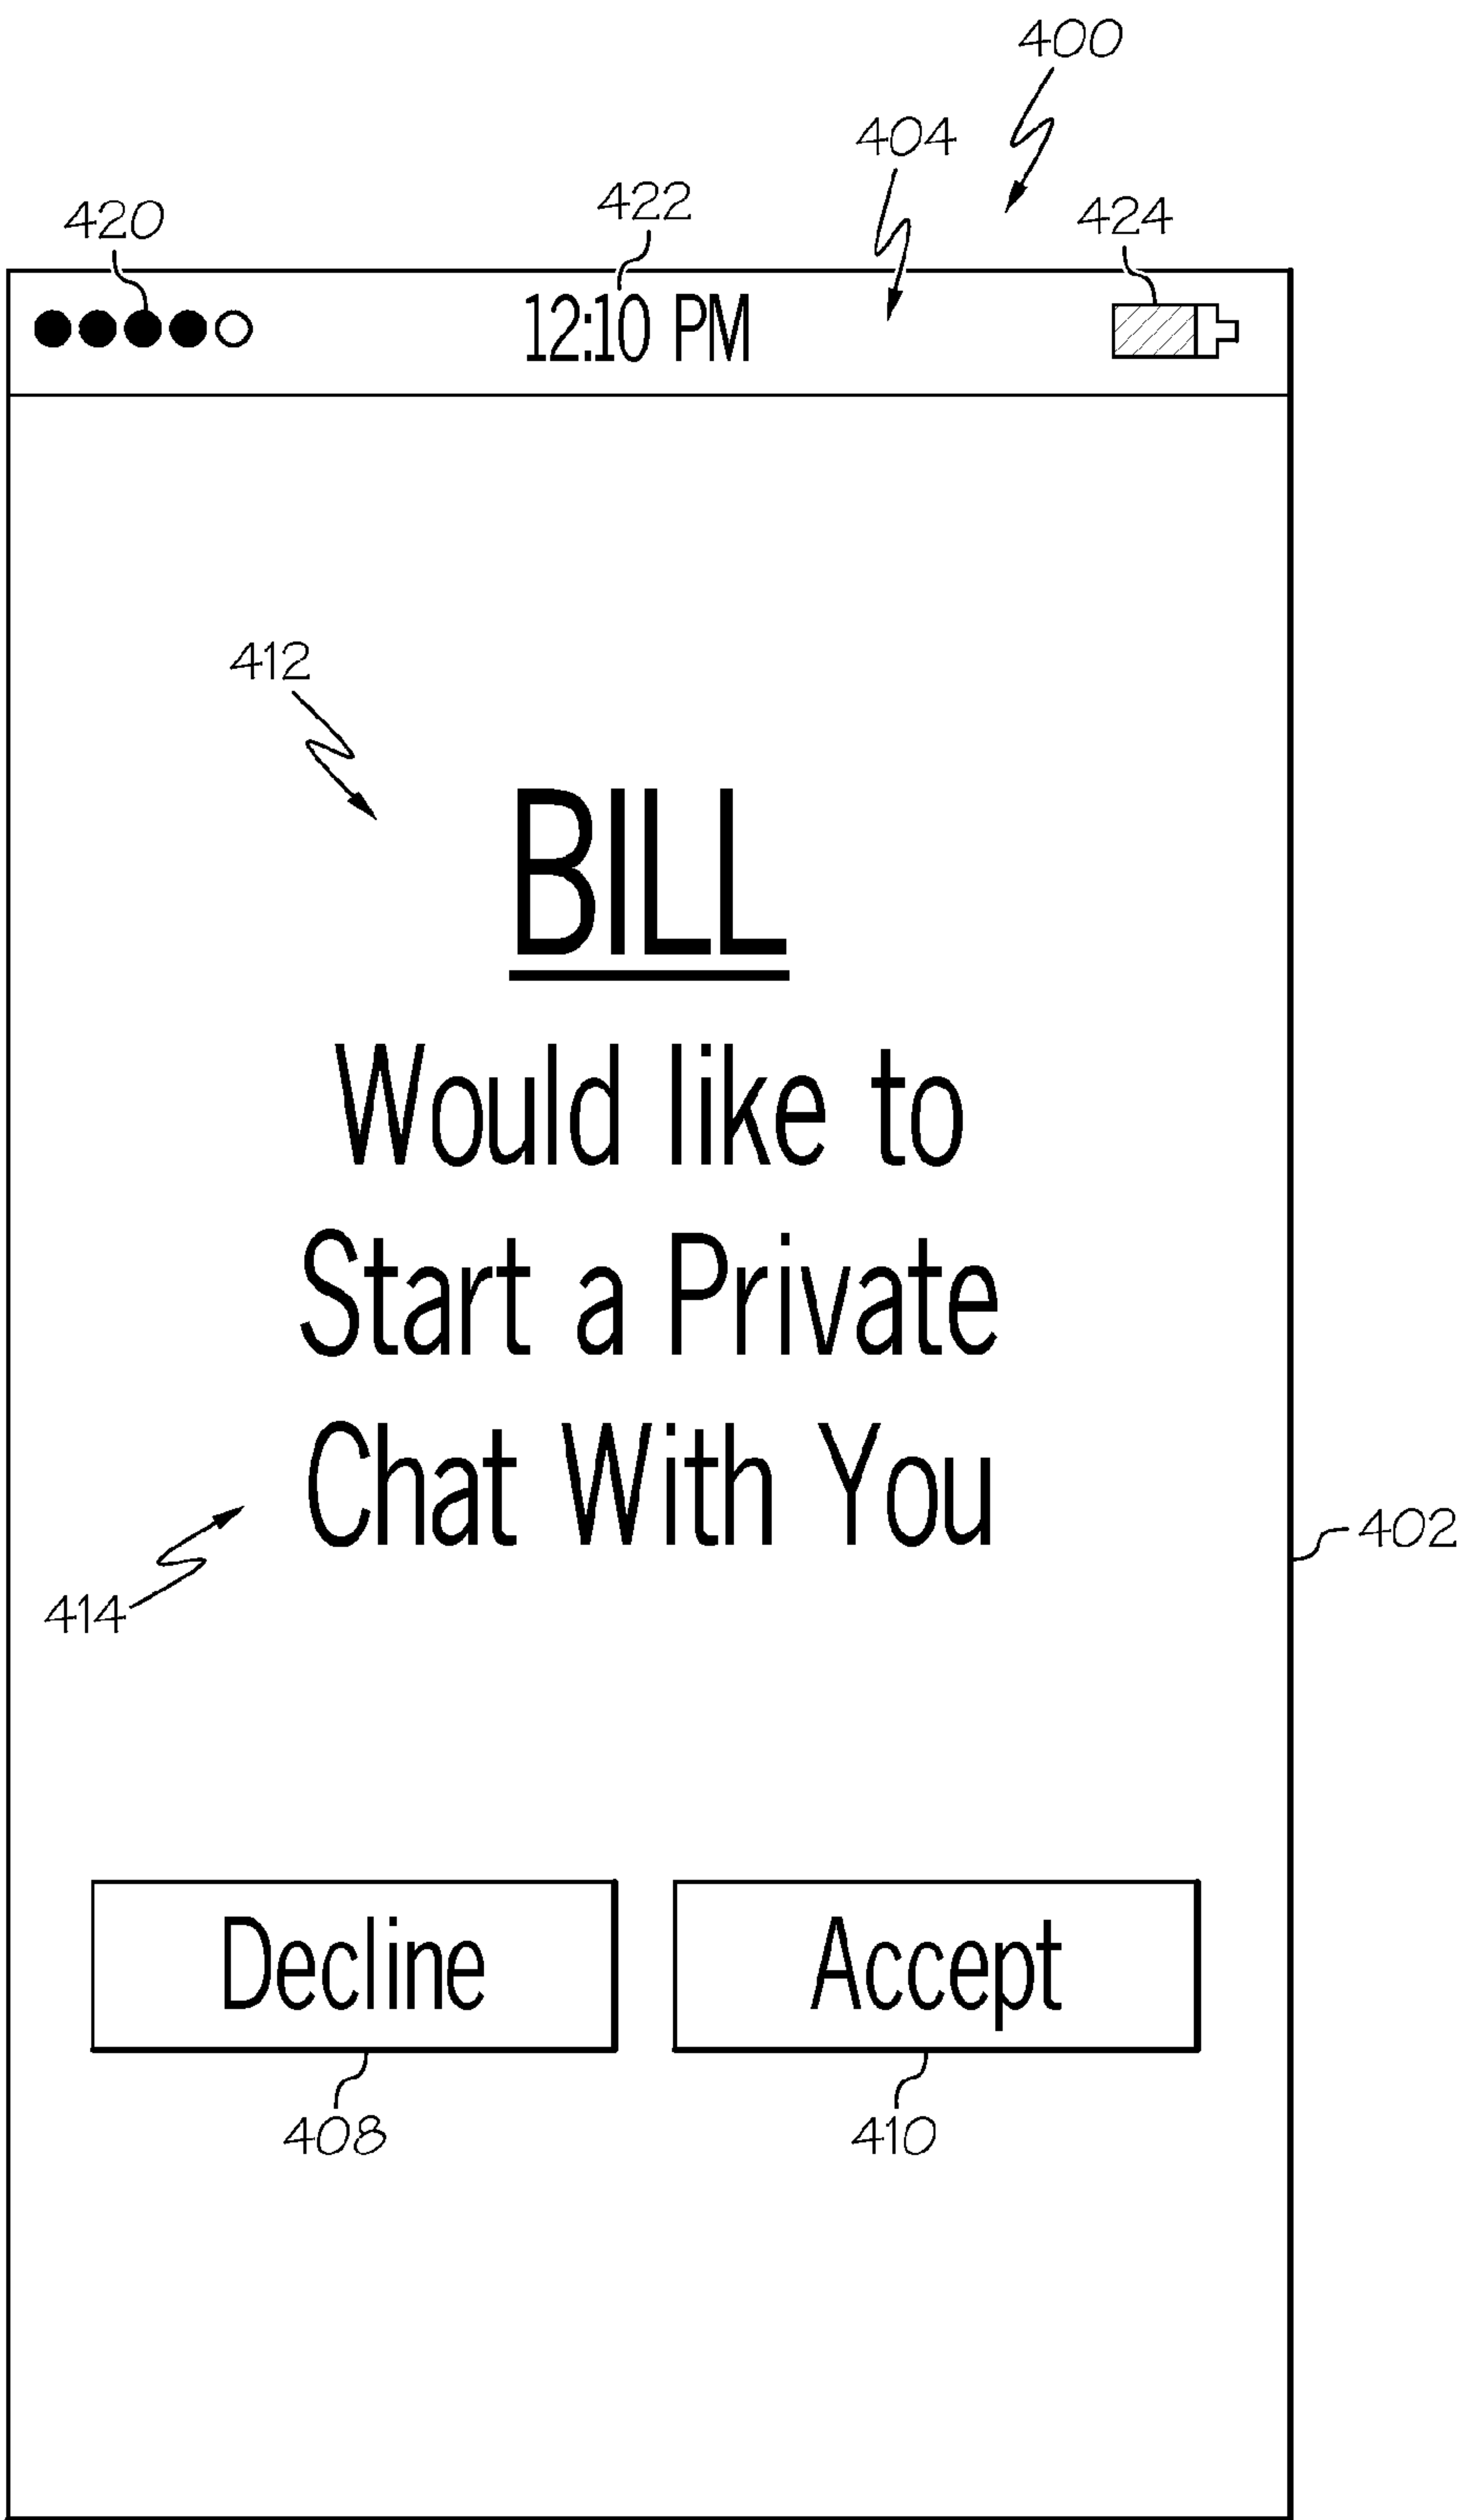 400
404
422
424
420
12:10 PM
412
BILL
Would like to
Start a Private
Chat With You
402
414
Decline
Accept
408
410